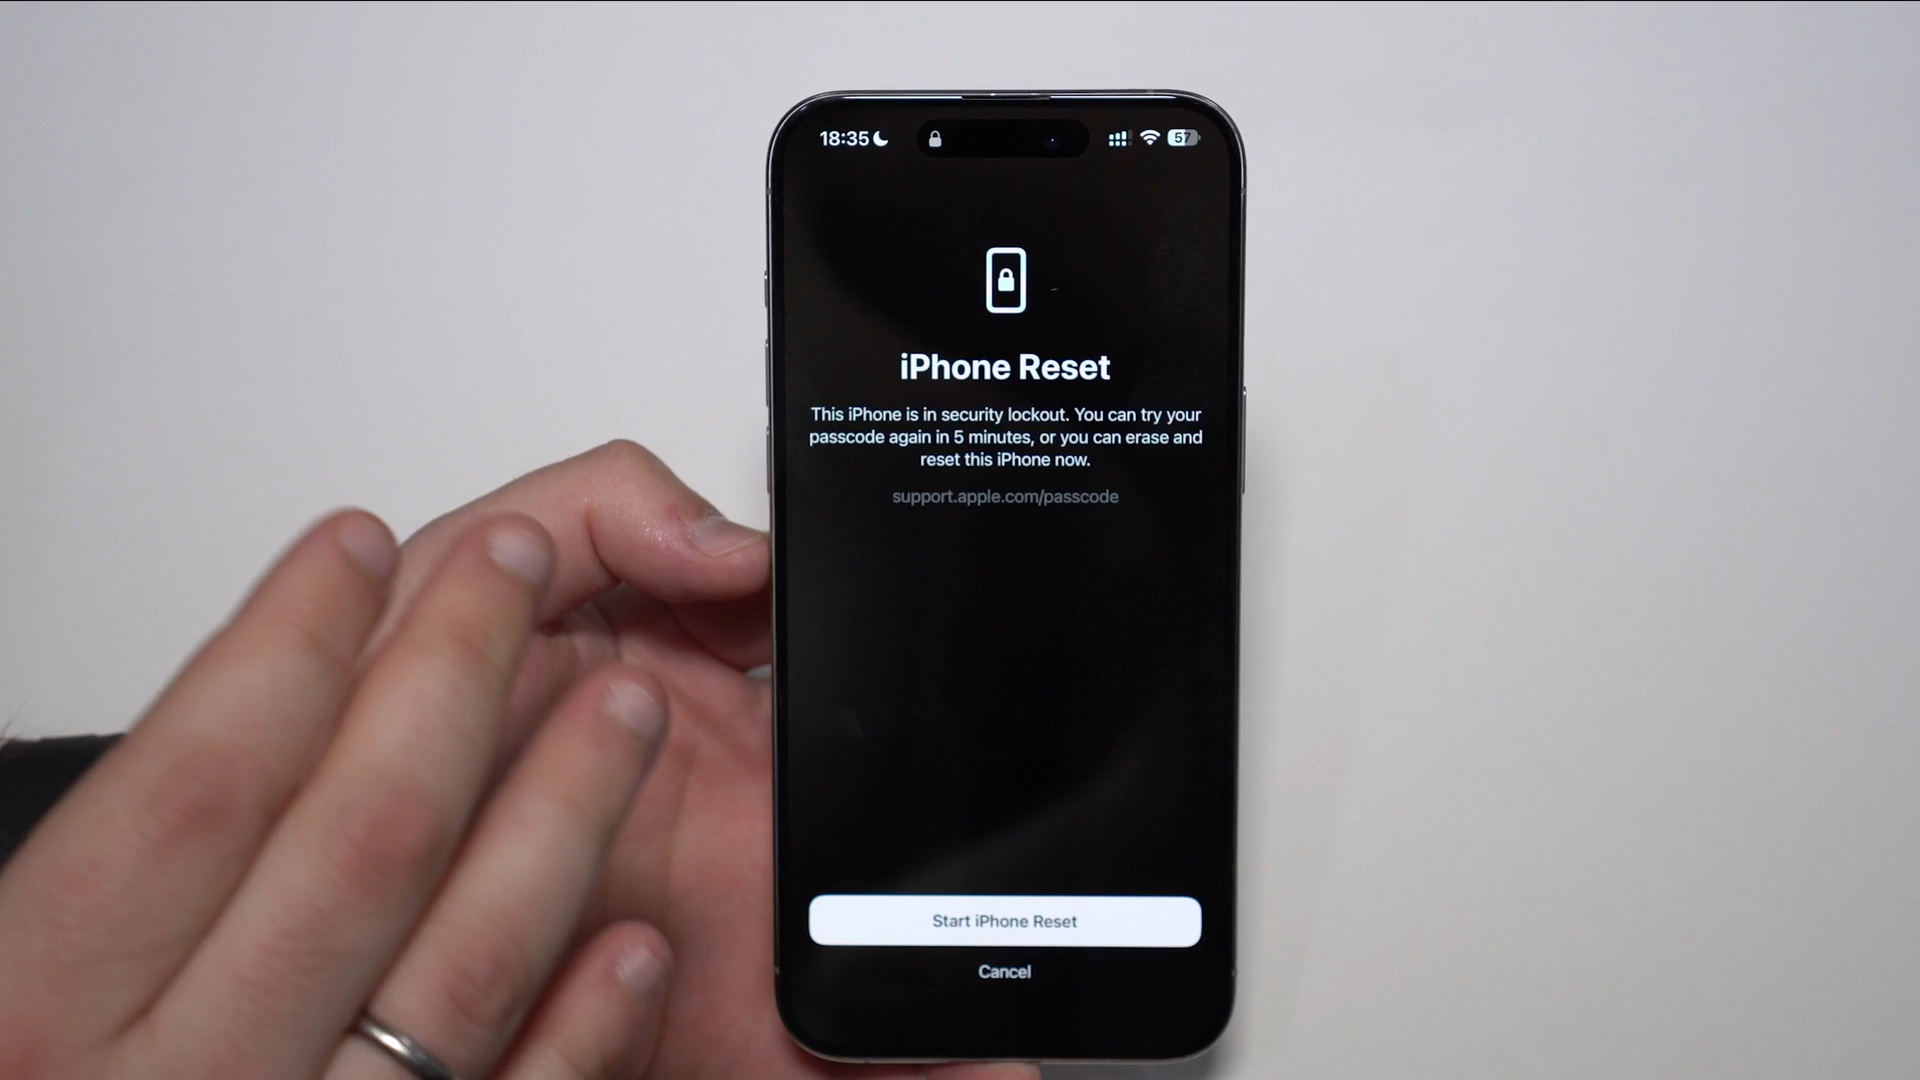 18:35
57
iPhone Reset
This iPhone is in security lockout. You can try your
passcode again in 5 minutes, or you can erase and
reset this iPhone now.
support.apple.com/passcode
Start iPhone Reset
Cancel